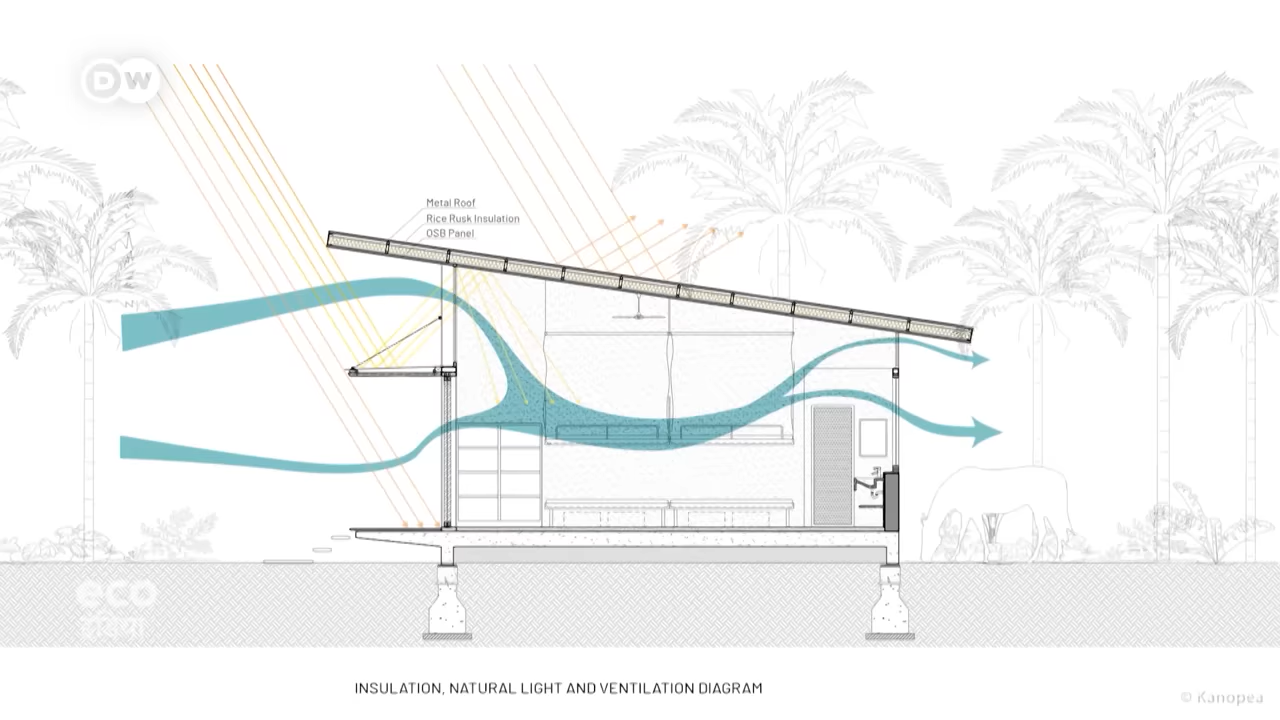 DW
Metal Roof
Rice Rusk Insulation
OSB Panel
eco
इंडिया
INSULATION, NATURAL LIGHT AND VENTILATION DIAGRAM
© Kanopea